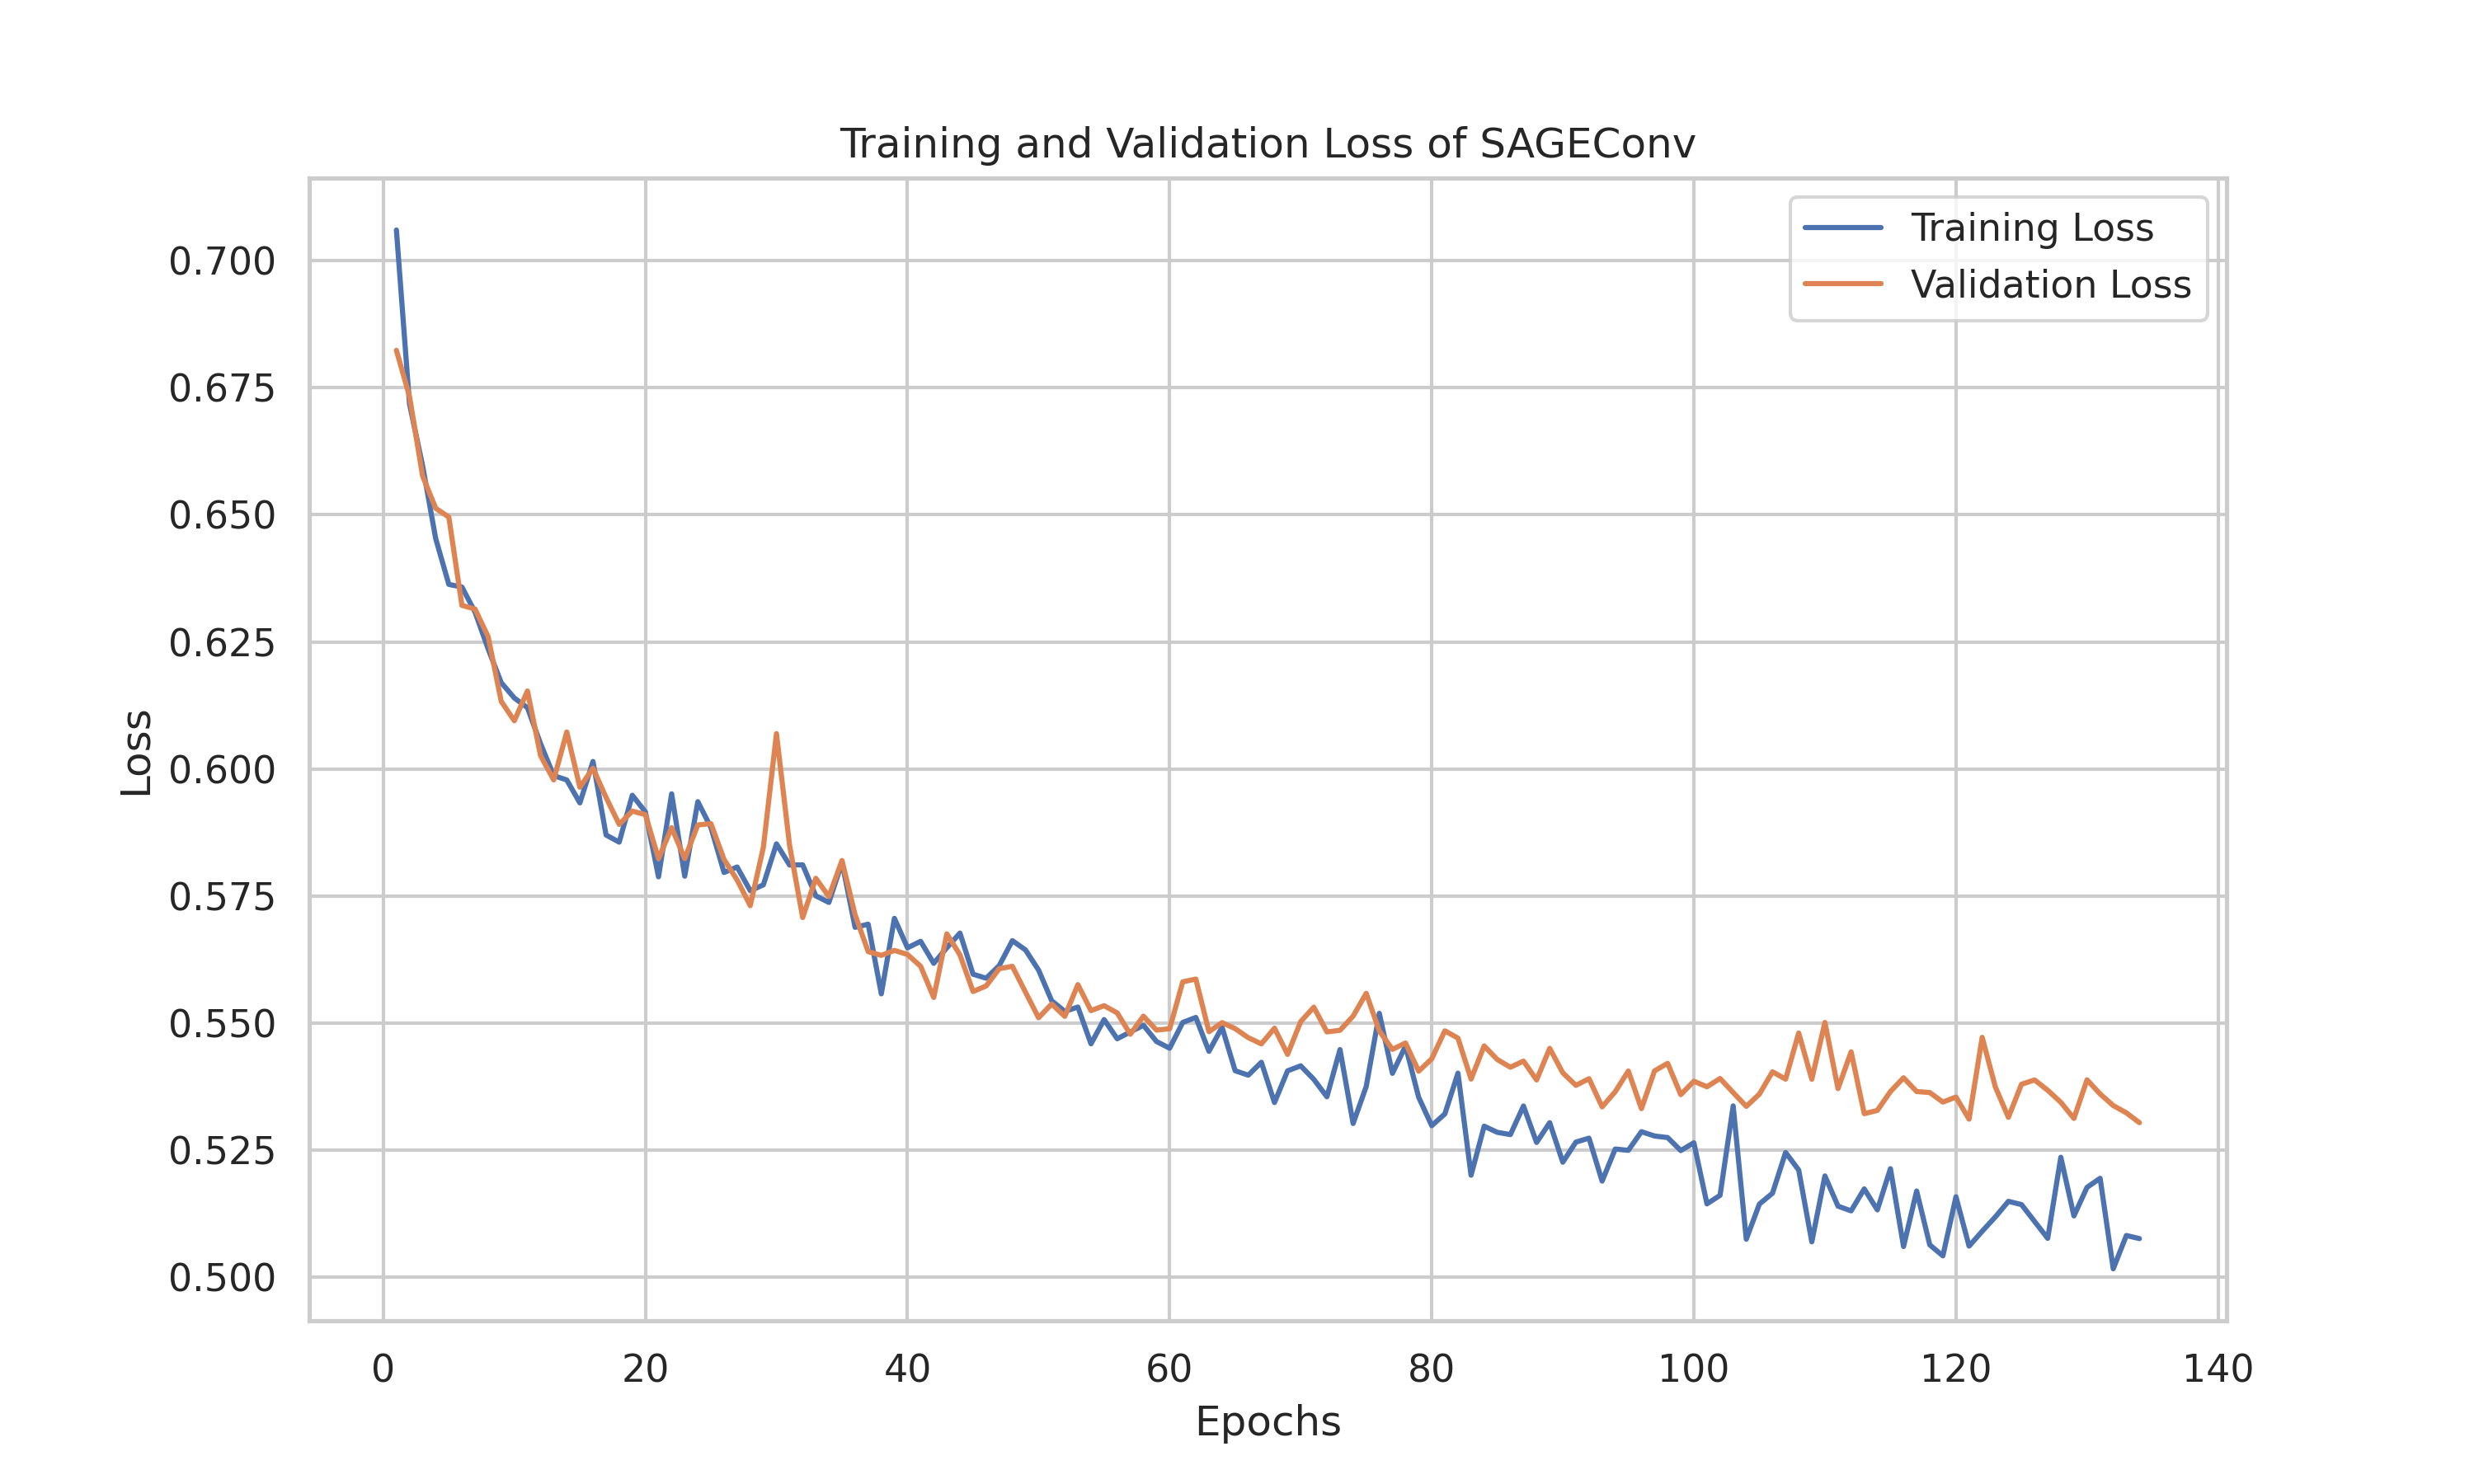 Training and Validation Loss of SAGEConv
Training Loss
Validation Loss
0.700
0.675
0.650
0.625
0.600
0.575
0.550
0.525
0.500
Loss
0 20 40 60 80 100 120 140
Epochs